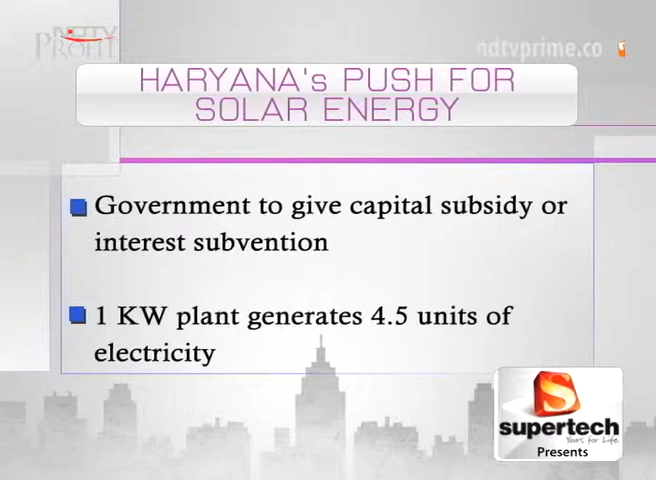 NDTV
PROFIT
ndtvprime.co
HARYANA's PUSH FOR
SOLAR ENERGY
Government to give capital subsidy or
interest subvention
1 KW plant generates 4.5 units of
electricity
S
supertech
Yours for Life
Presents